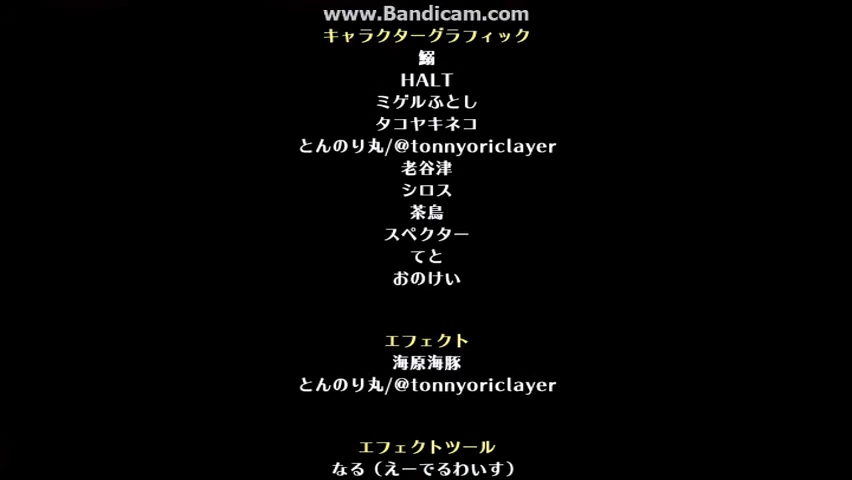 www.Bandicam.com
キャラクターグラフィック
鰯
HALT
ミゲルふとし
タコヤキネコ
とんのり丸/@tonnyoriclayer
老谷津
シロス
茶鳥
スペクター
てと
おのけい
エフェクト
海原海豚
とんのり丸/@tonnyoriclayer
エフェクトツール
なる（えーでるわいす）